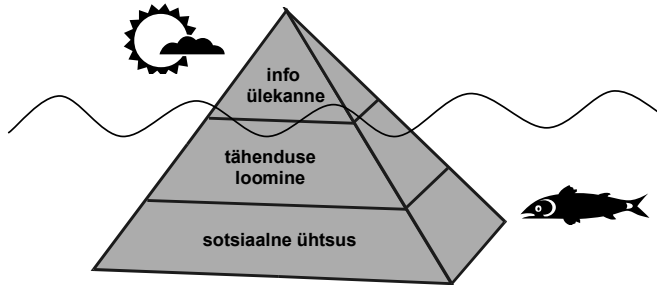 info
ülekanne
tähenduse
loomine
sotsiaalne ühtsus